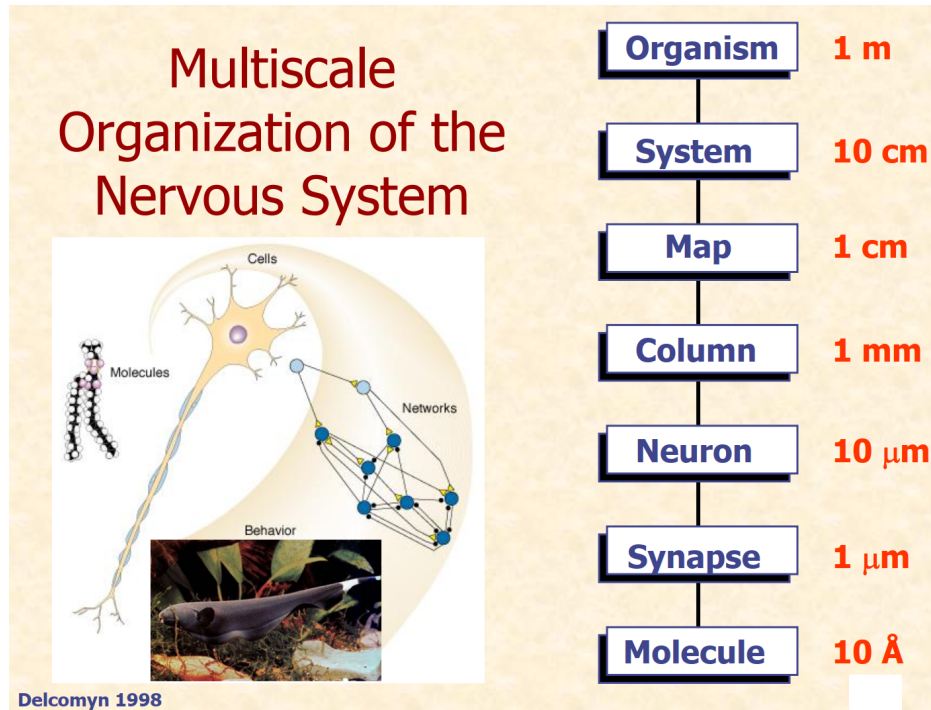 Multiscale
Organization of the
Nervous System
Cells
Molecules
Networks
Behavior
Delcomyn 1998
Organism 1 m
System 10 cm
Map 1 cm
Column 1 mm
Neuron 10 μm
Synapse 1 μm
Molecule 10 Å